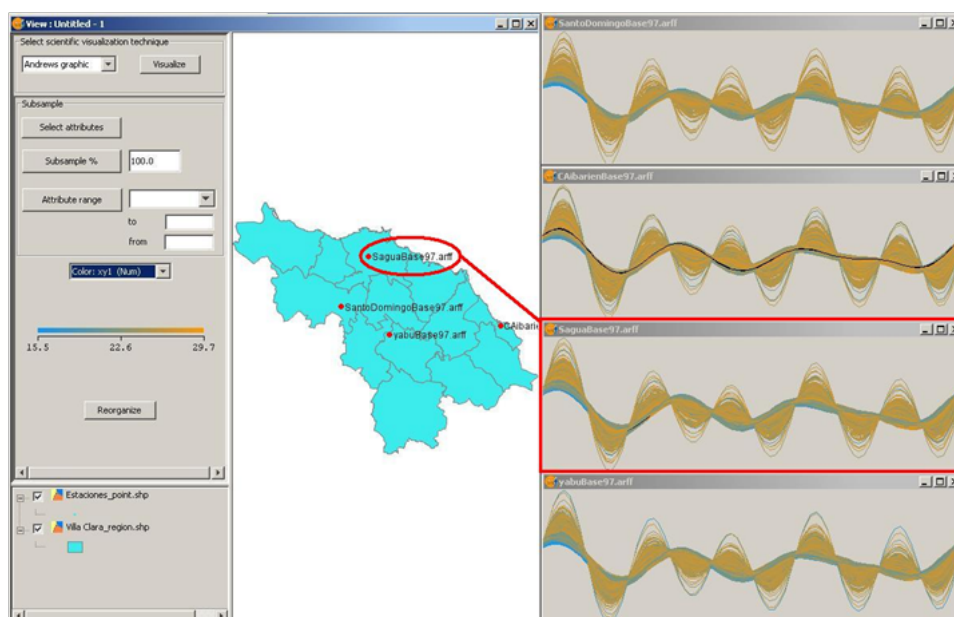 View : Untitled - 1
Select scientific visualization technique
Andrews graphic
Visualize
Subsample
Select attributes
Subsample %
100.0
Attribute range
to
from
Color: xy1 (Num)
15.5 22.6 29.7
Reorganize
Estaciones_point.shp
Villa Clara_region.shp
SaguaBase97.arff
SantoDomingoBase97.arff
yabuBase97.arff
CAibarie
SantoDomingoBase97.arff
CAibarienBase97.arff
SaguaBase97.arff
yabuBase97.arff